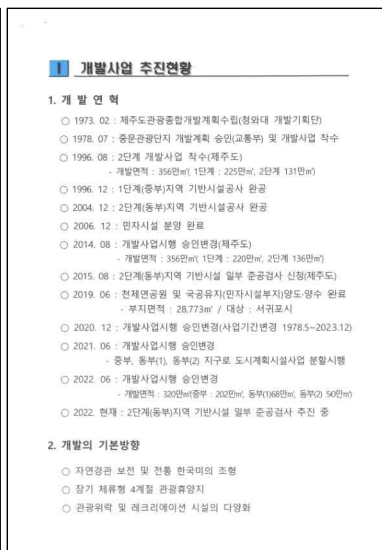 I 개발사업 추진현황
1. 개 발 연 혁
○ 1973. 02 : 제주도관광종합개발계획수립(청와대 개발기획단)
○ 1978. 07 : 중문관광단지 개발계획 승인(교통부) 및 개발사업 착수
○ 1996. 08 : 2단계 개발사업 착수(제주도)
- 개발면적 : 356만㎡( 1단계 : 225만㎡, 2단계 131만㎡)
○ 1996. 12 : 1단계(중부)지역 기반시설공사 완공
○ 2004. 12 : 2단계(동부)지역 기반시설공사 완공
○ 2006. 12 : 민자시설 분양 완료
○ 2014. 08 : 개발사업시행 승인변경(제주도)
- 개발면적 : 356만㎡( 1단계 : 220만㎡, 2단계 136만㎡)
○ 2015. 08 : 2단계(동부)지역 기반시설 일부 준공검사 신청(제주도)
○ 2019. 06 : 천제연공원 및 국공유지(민자시설부지)양도·양수 완료
- 부지면적 : 28,773㎡ / 대상 : 서귀포시
○ 2020. 12 : 개발사업시행 승인변경(사업기간변경 1978.5~2023.12)
○ 2021. 06 : 개발사업시행 승인변경
- 중부, 동부(1), 동부(2) 지구로 도시계획시설사업 분할시행
○ 2022. 06 : 개발사업시행 승인변경
- 개발면적 : 320만㎡(중부 : 202만㎡, 동부(1)68만㎡, 동부(2) 50만㎡)
○ 2022. 현재 : 2단계(동부)지역 기반시설 일부 준공검사 추진 중
2. 개발의 기본방향
○ 자연경관 보전 및 전통 한국미의 조형
○ 장기 체류형 4계절 관광휴양지
○ 관광위락 및 레크리에이션 시설의 다양화